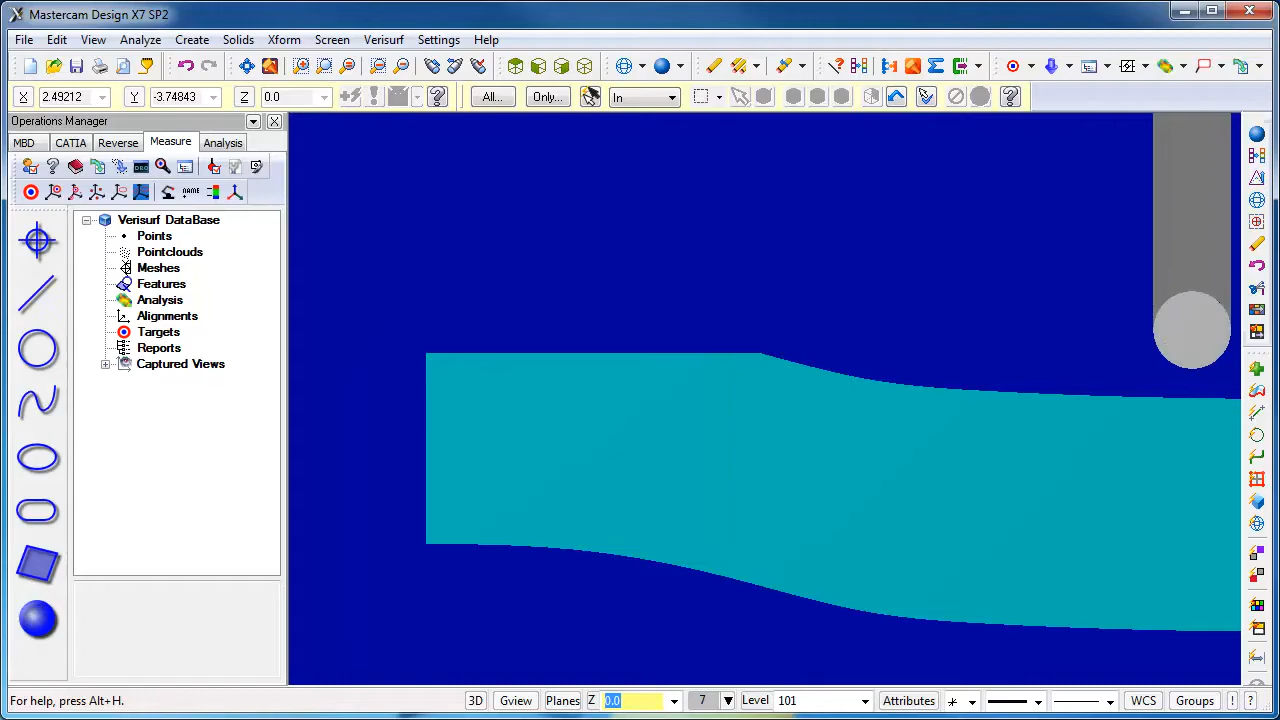 Mastercam Design X7 SP2
File Edit View Analyze Create Solids Xform Screen Verisurf Settings Help
X 2.49212 Y -3.74843 Z 0.0 All... Only... In
Operations Manager
MBD CATIA Reverse Measure Analysis
NAME
Verisurf DataBase
Points
Pointclouds
Meshes
Features
Analysis
Alignments
Targets
Reports
Captured Views
For help, press Alt+H. 3D Gview Planes Z 0.0 7 Level 101 Attributes WCS Groups ! ?